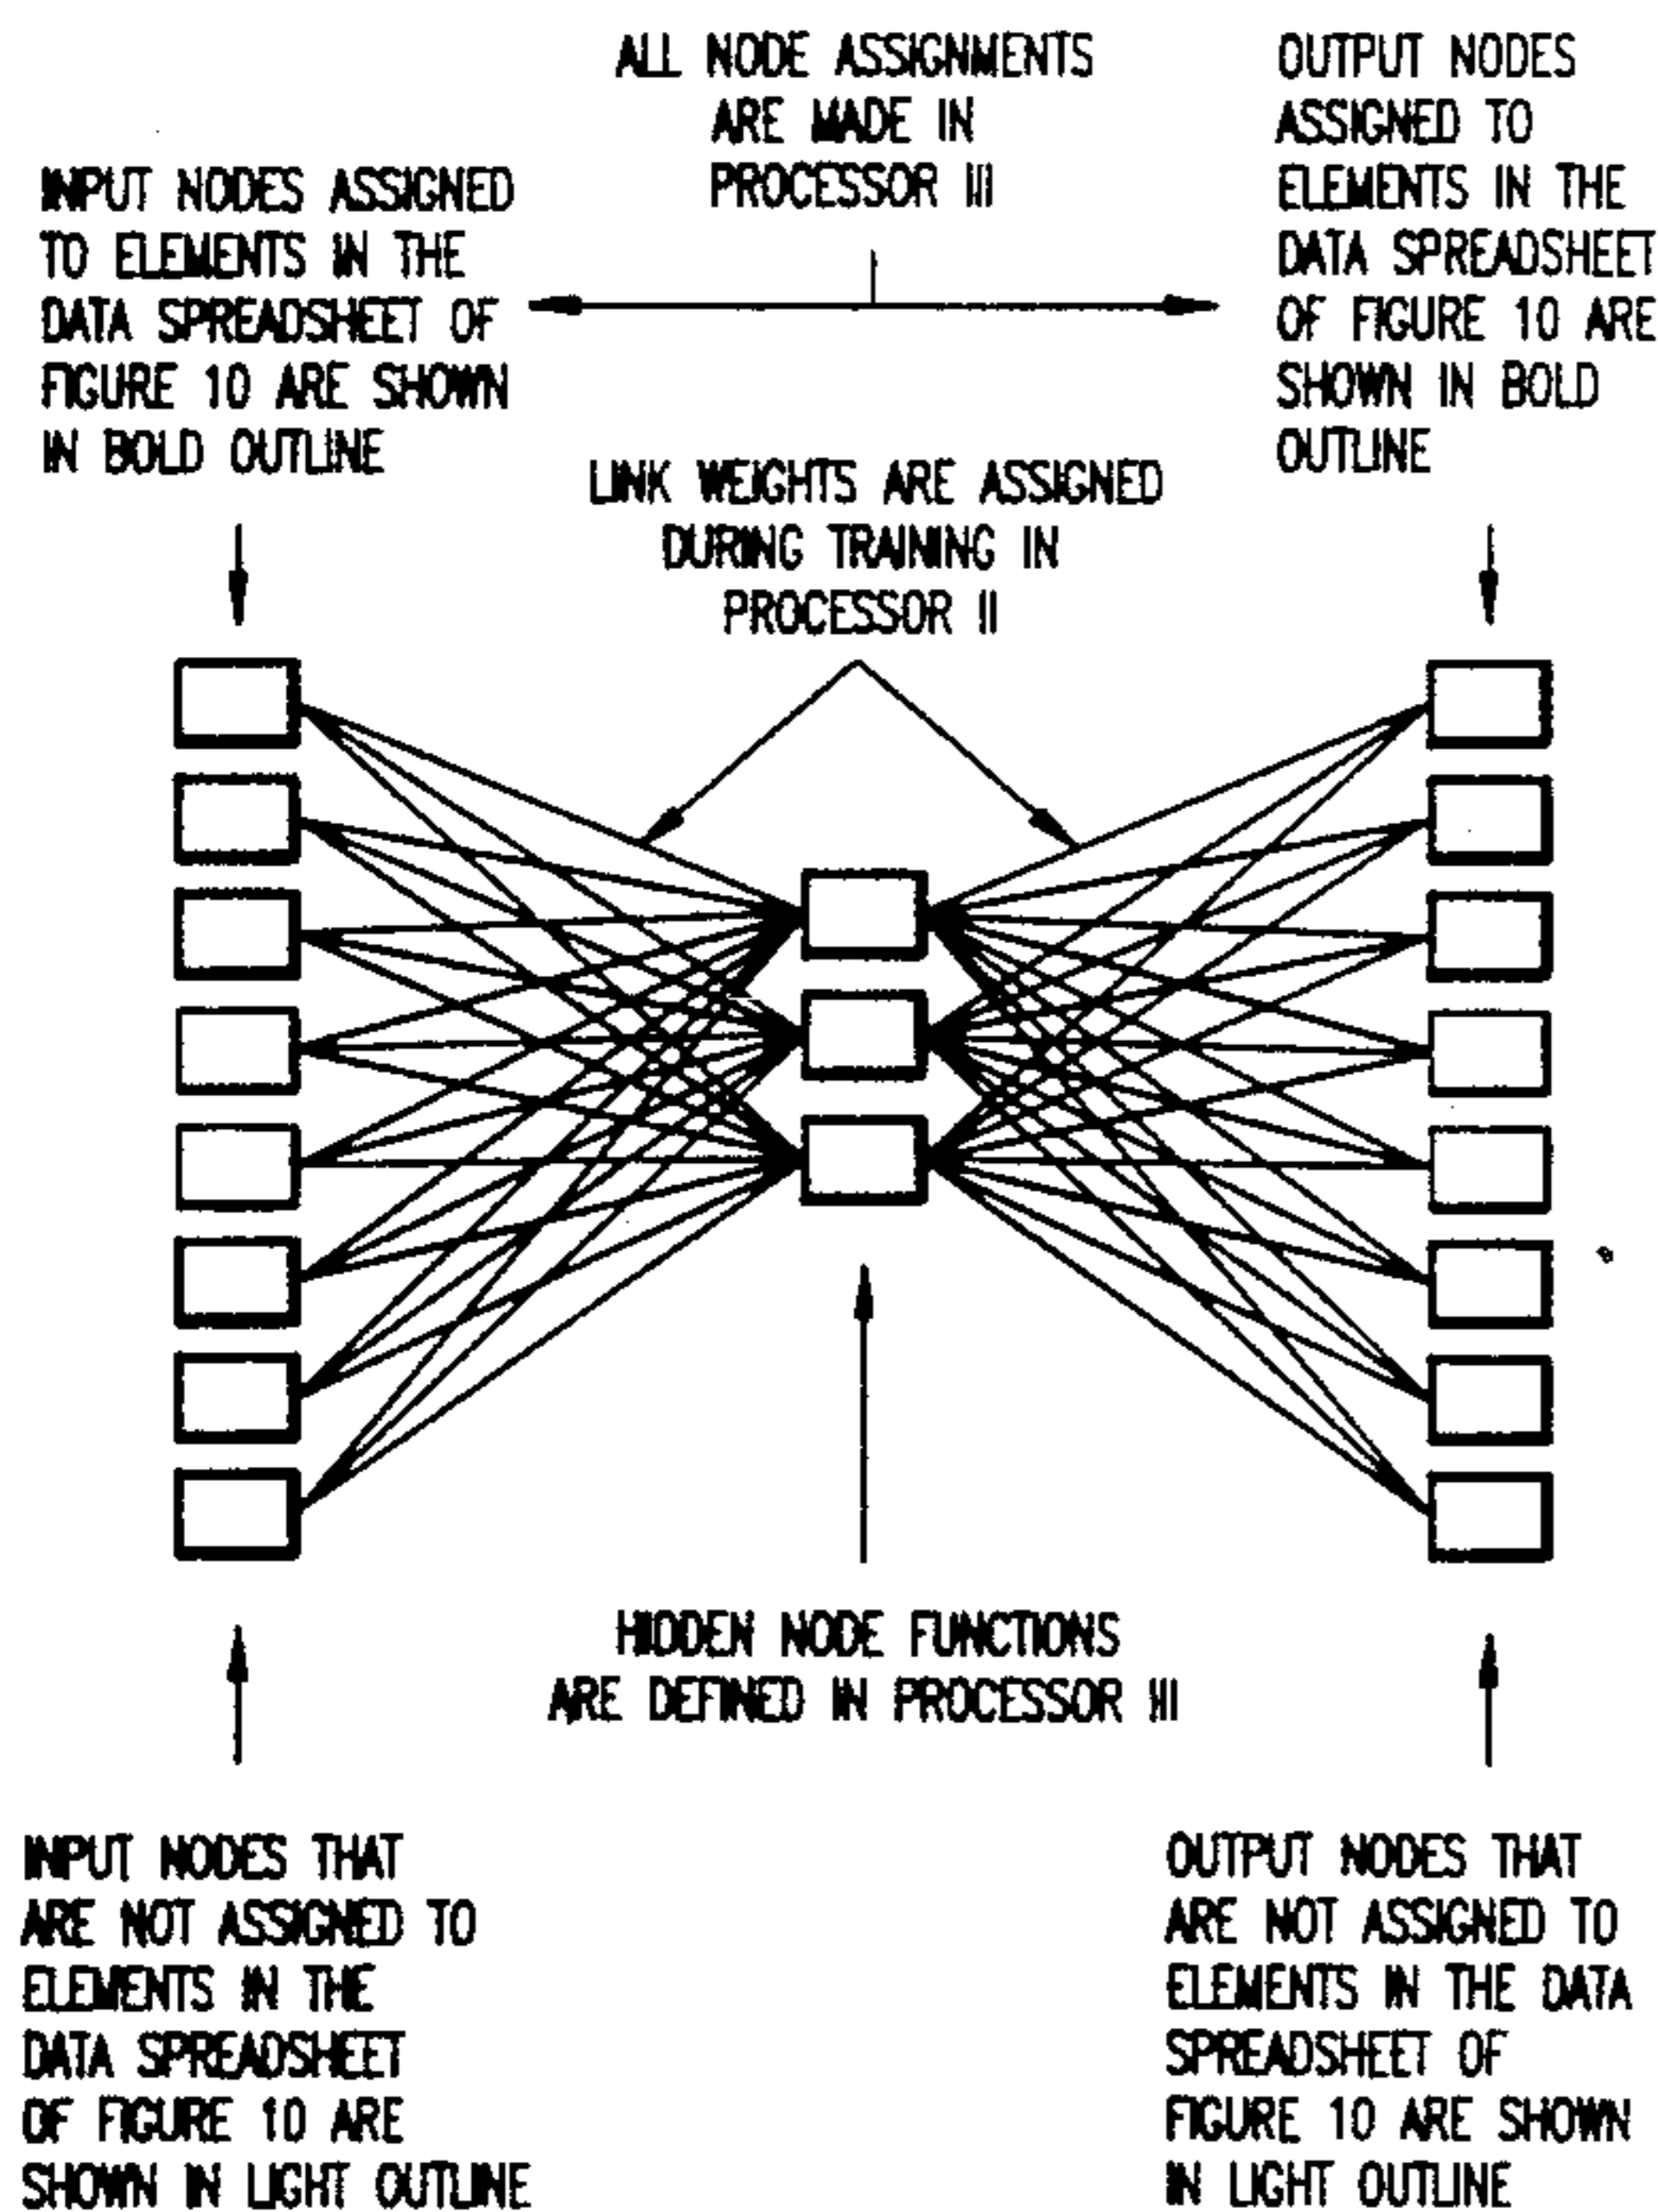 ALL NODE ASSIGNMENTS
ARE MADE IN
PROCESSOR III
INPUT NODES ASSIGNED
TO ELEMENTS IN THE
DATA SPREADSHEET OF
FIGURE 10 ARE SHOWN
IN BOLD OUTLINE
OUTPUT NODES
ASSIGNED TO
ELEMENTS IN THE
DATA SPREADSHEET
OF FIGURE 10 ARE
SHOWN IN BOLD
OUTLINE
LINK WEIGHTS ARE ASSIGNED
DURING TRAINING IN
PROCESSOR II
HIDDEN NODE FUNCTIONS
ARE DEFINED IN PROCESSOR III
INPUT NODES THAT
ARE NOT ASSIGNED TO
ELEMENTS IN THE
DATA SPREADSHEET
OF FIGURE 10 ARE
SHOWN IN LIGHT OUTLINE
OUTPUT NODES THAT
ARE NOT ASSIGNED TO
ELEMENTS IN THE DATA
SPREADSHEET OF
FIGURE 10 ARE SHOWN
IN LIGHT OUTLINE